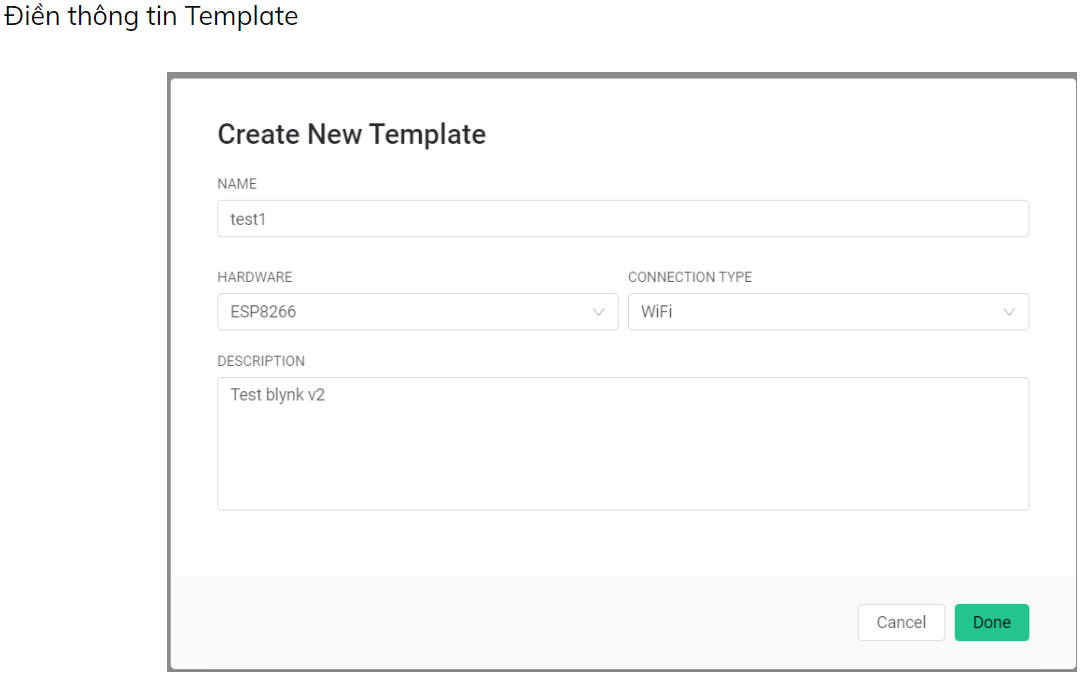 Điền thông tin Template
Create New Template
NAME
test1
HARDWARE
CONNECTION TYPE
ESP8266
WiFi
DESCRIPTION
Test blynk v2
Cancel
Done